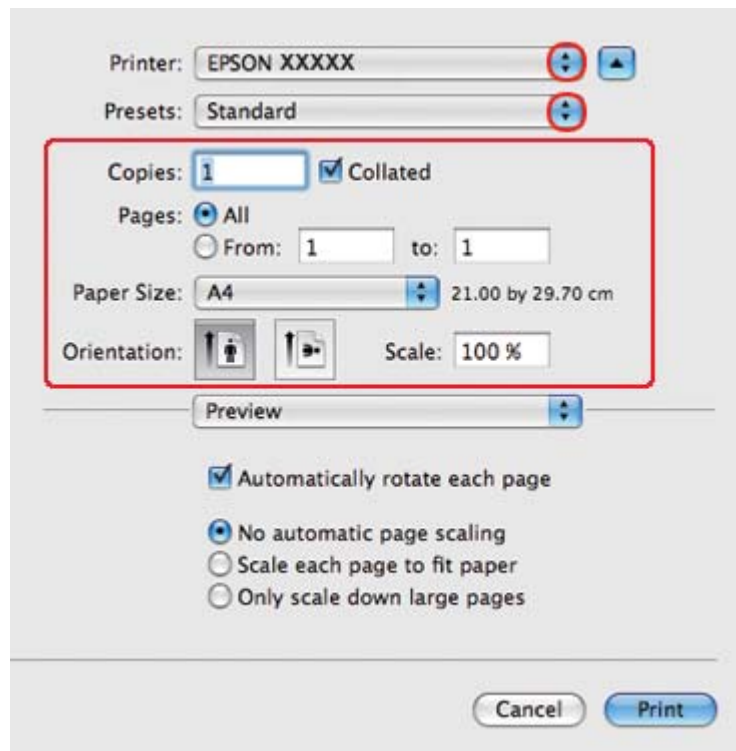 Printer: EPSON XXXXX
Presets: Standard
Copies: 1 Collated
Pages: All
From: 1 to: 1
Paper Size: A4 21.00 by 29.70 cm
Orientation: Scale: 100 %
Preview
Automatically rotate each page
No automatic page scaling
Scale each page to fit paper
Only scale down large pages
Cancel Print